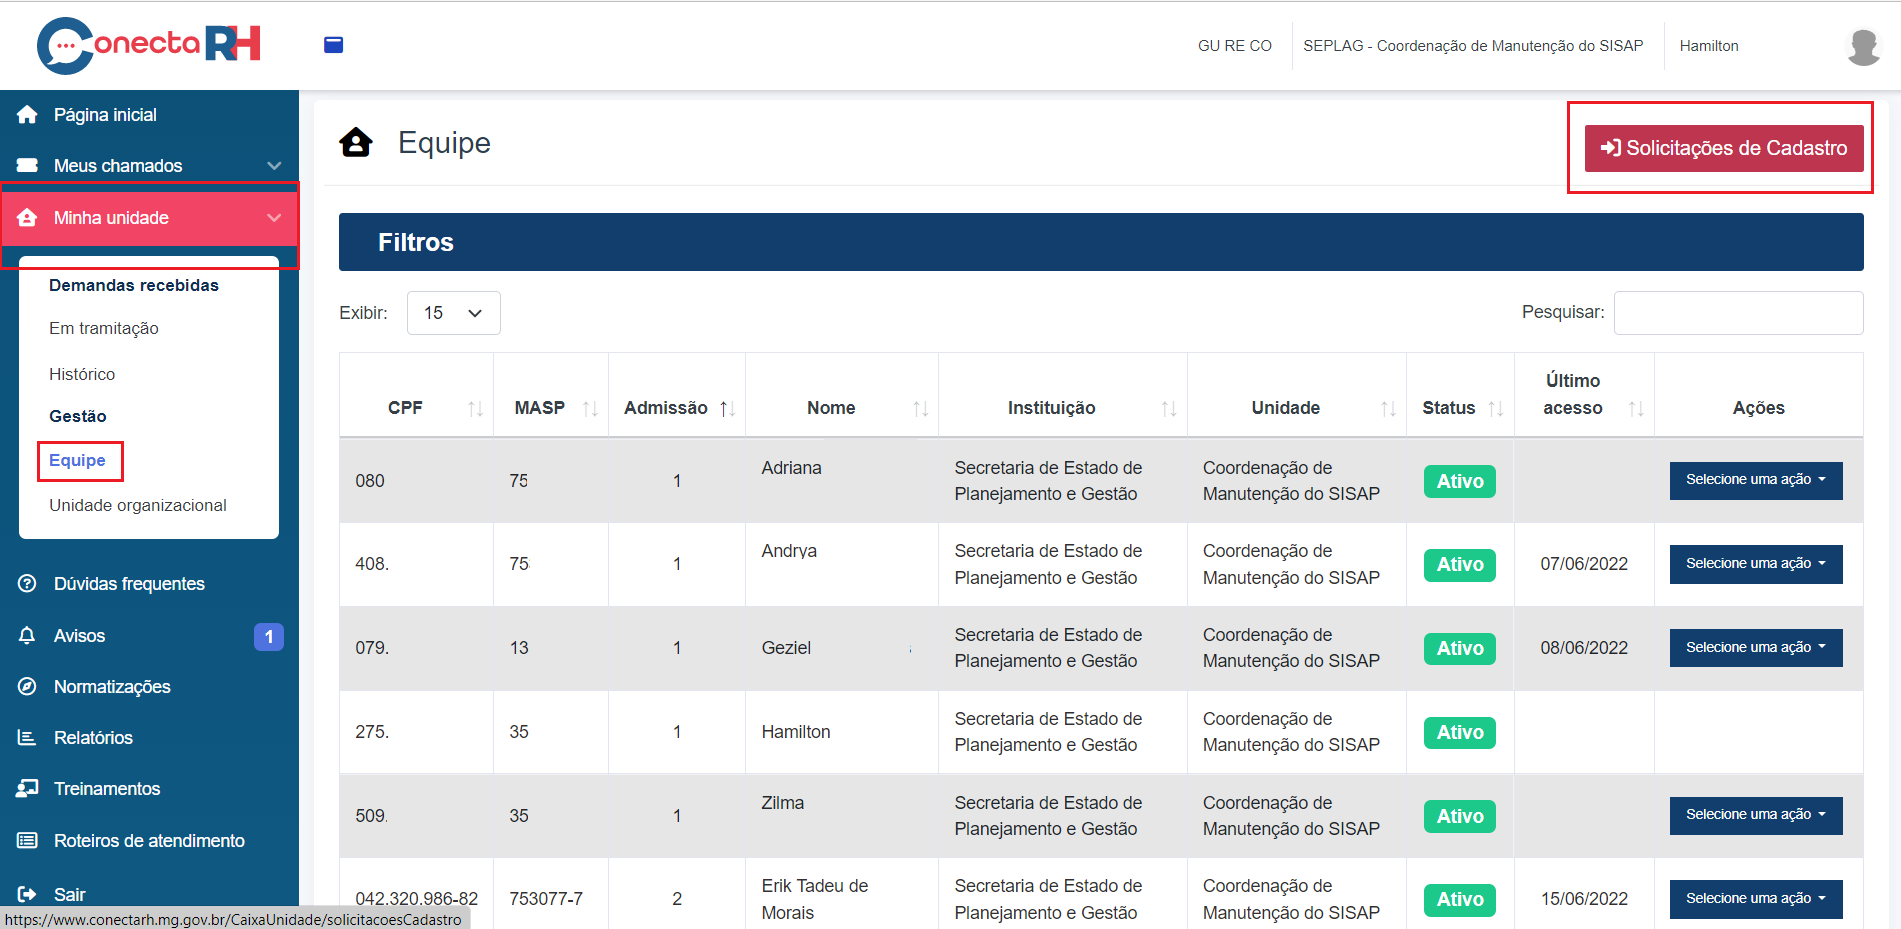 Conecta RH
GU RE CO
SEPLAG - Coordenação de Manutenção do SISAP
Hamilton
Página inicial
Meus chamados
Minha unidade
Demandas recebidas
Em tramitação
Histórico
Gestão
Equipe
Unidade organizacional
Dúvidas frequentes
Avisos 1
Normatizações
Relatórios
Treinamentos
Roteiros de atendimento
Sair
https://www.conectarh.mg.gov.br/CaixaUnidade/solicitacoesCadastro
Equipe
Solicitações de Cadastro
Filtros
Exibir: 15
Pesquisar:
CPF MASP Admissão Nome Instituição Unidade Status Último acesso Ações
080 75 1 Adriana Secretaria de Estado de Planejamento e Gestão Coordenação de Manutenção do SISAP Ativo Selecione uma ação
408. 75 1 Andrya Secretaria de Estado de Planejamento e Gestão Coordenação de Manutenção do SISAP Ativo 07/06/2022 Selecione uma ação
079. 13 1 Geziel Secretaria de Estado de Planejamento e Gestão Coordenação de Manutenção do SISAP Ativo 08/06/2022 Selecione uma ação
275. 35 1 Hamilton Secretaria de Estado de Planejamento e Gestão Coordenação de Manutenção do SISAP Ativo
509. 35 1 Zilma Secretaria de Estado de Planejamento e Gestão Coordenação de Manutenção do SISAP Ativo Selecione uma ação
042.320.986-82 753077-7 2 Erik Tadeu de Morais Secretaria de Estado de Planejamento e Gestão Coordenação de Manutenção do SISAP Ativo 15/06/2022 Selecione uma ação